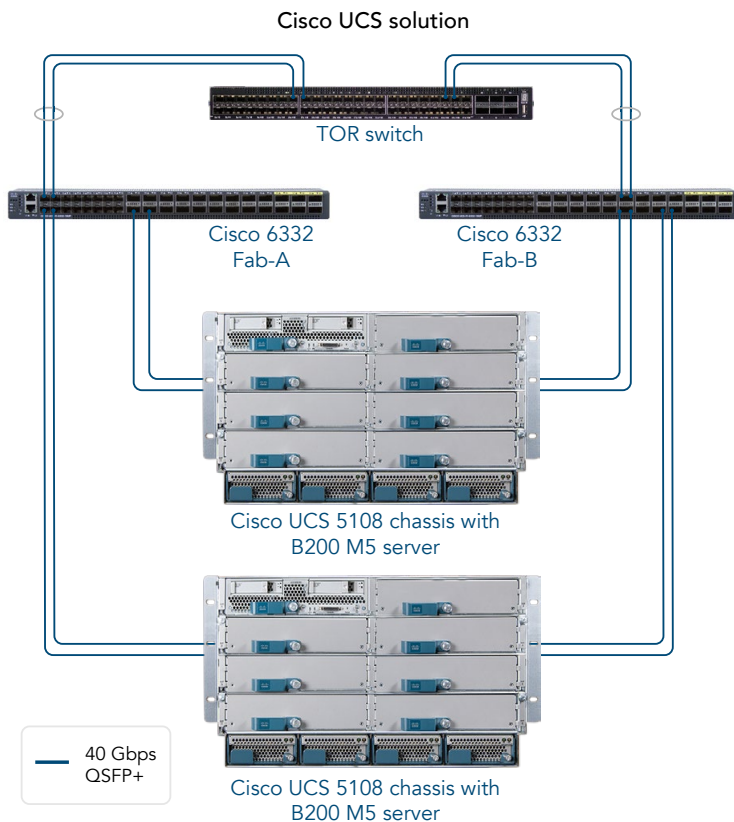 Cisco UCS solution
TOR switch
Cisco 6332
Fab-A
Cisco 6332
Fab-B
Cisco UCS 5108 chassis with
B200 M5 server
Cisco UCS 5108 chassis with
B200 M5 server
40 Gbps
QSFP+